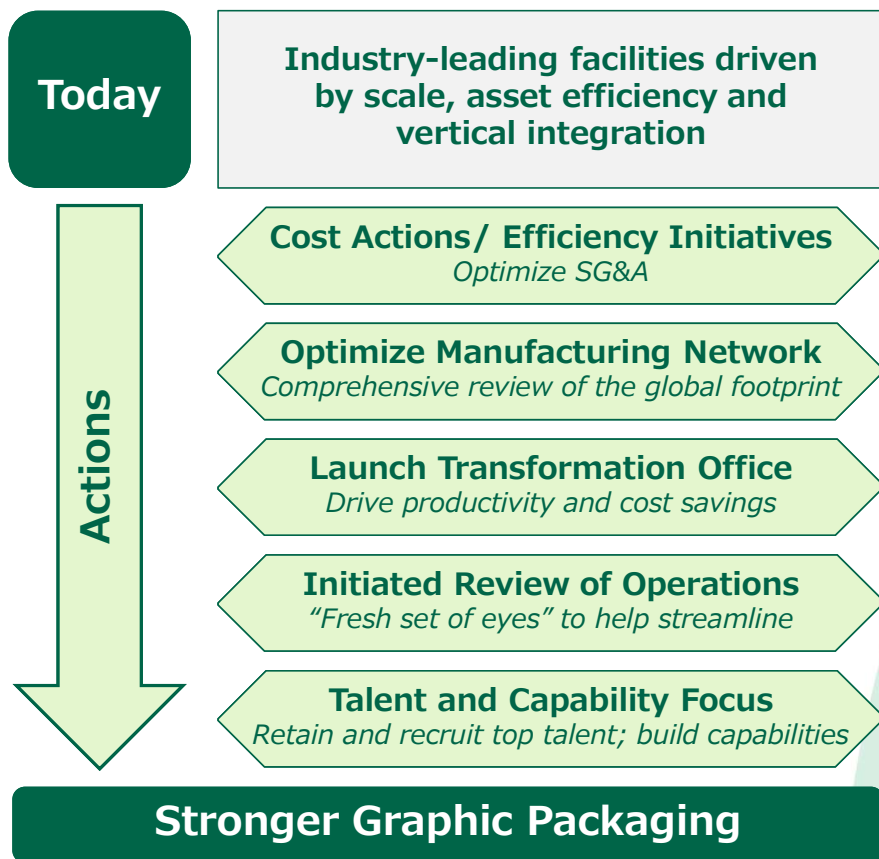 Today
Industry-leading facilities driven
by scale, asset efficiency and
vertical integration
Actions
Cost Actions/ Efficiency Initiatives
Optimize SG&A
Optimize Manufacturing Network
Comprehensive review of the global footprint
Launch Transformation Office
Drive productivity and cost savings
Initiated Review of Operations
“Fresh set of eyes” to help streamline
Talent and Capability Focus
Retain and recruit top talent; build capabilities
Stronger Graphic Packaging